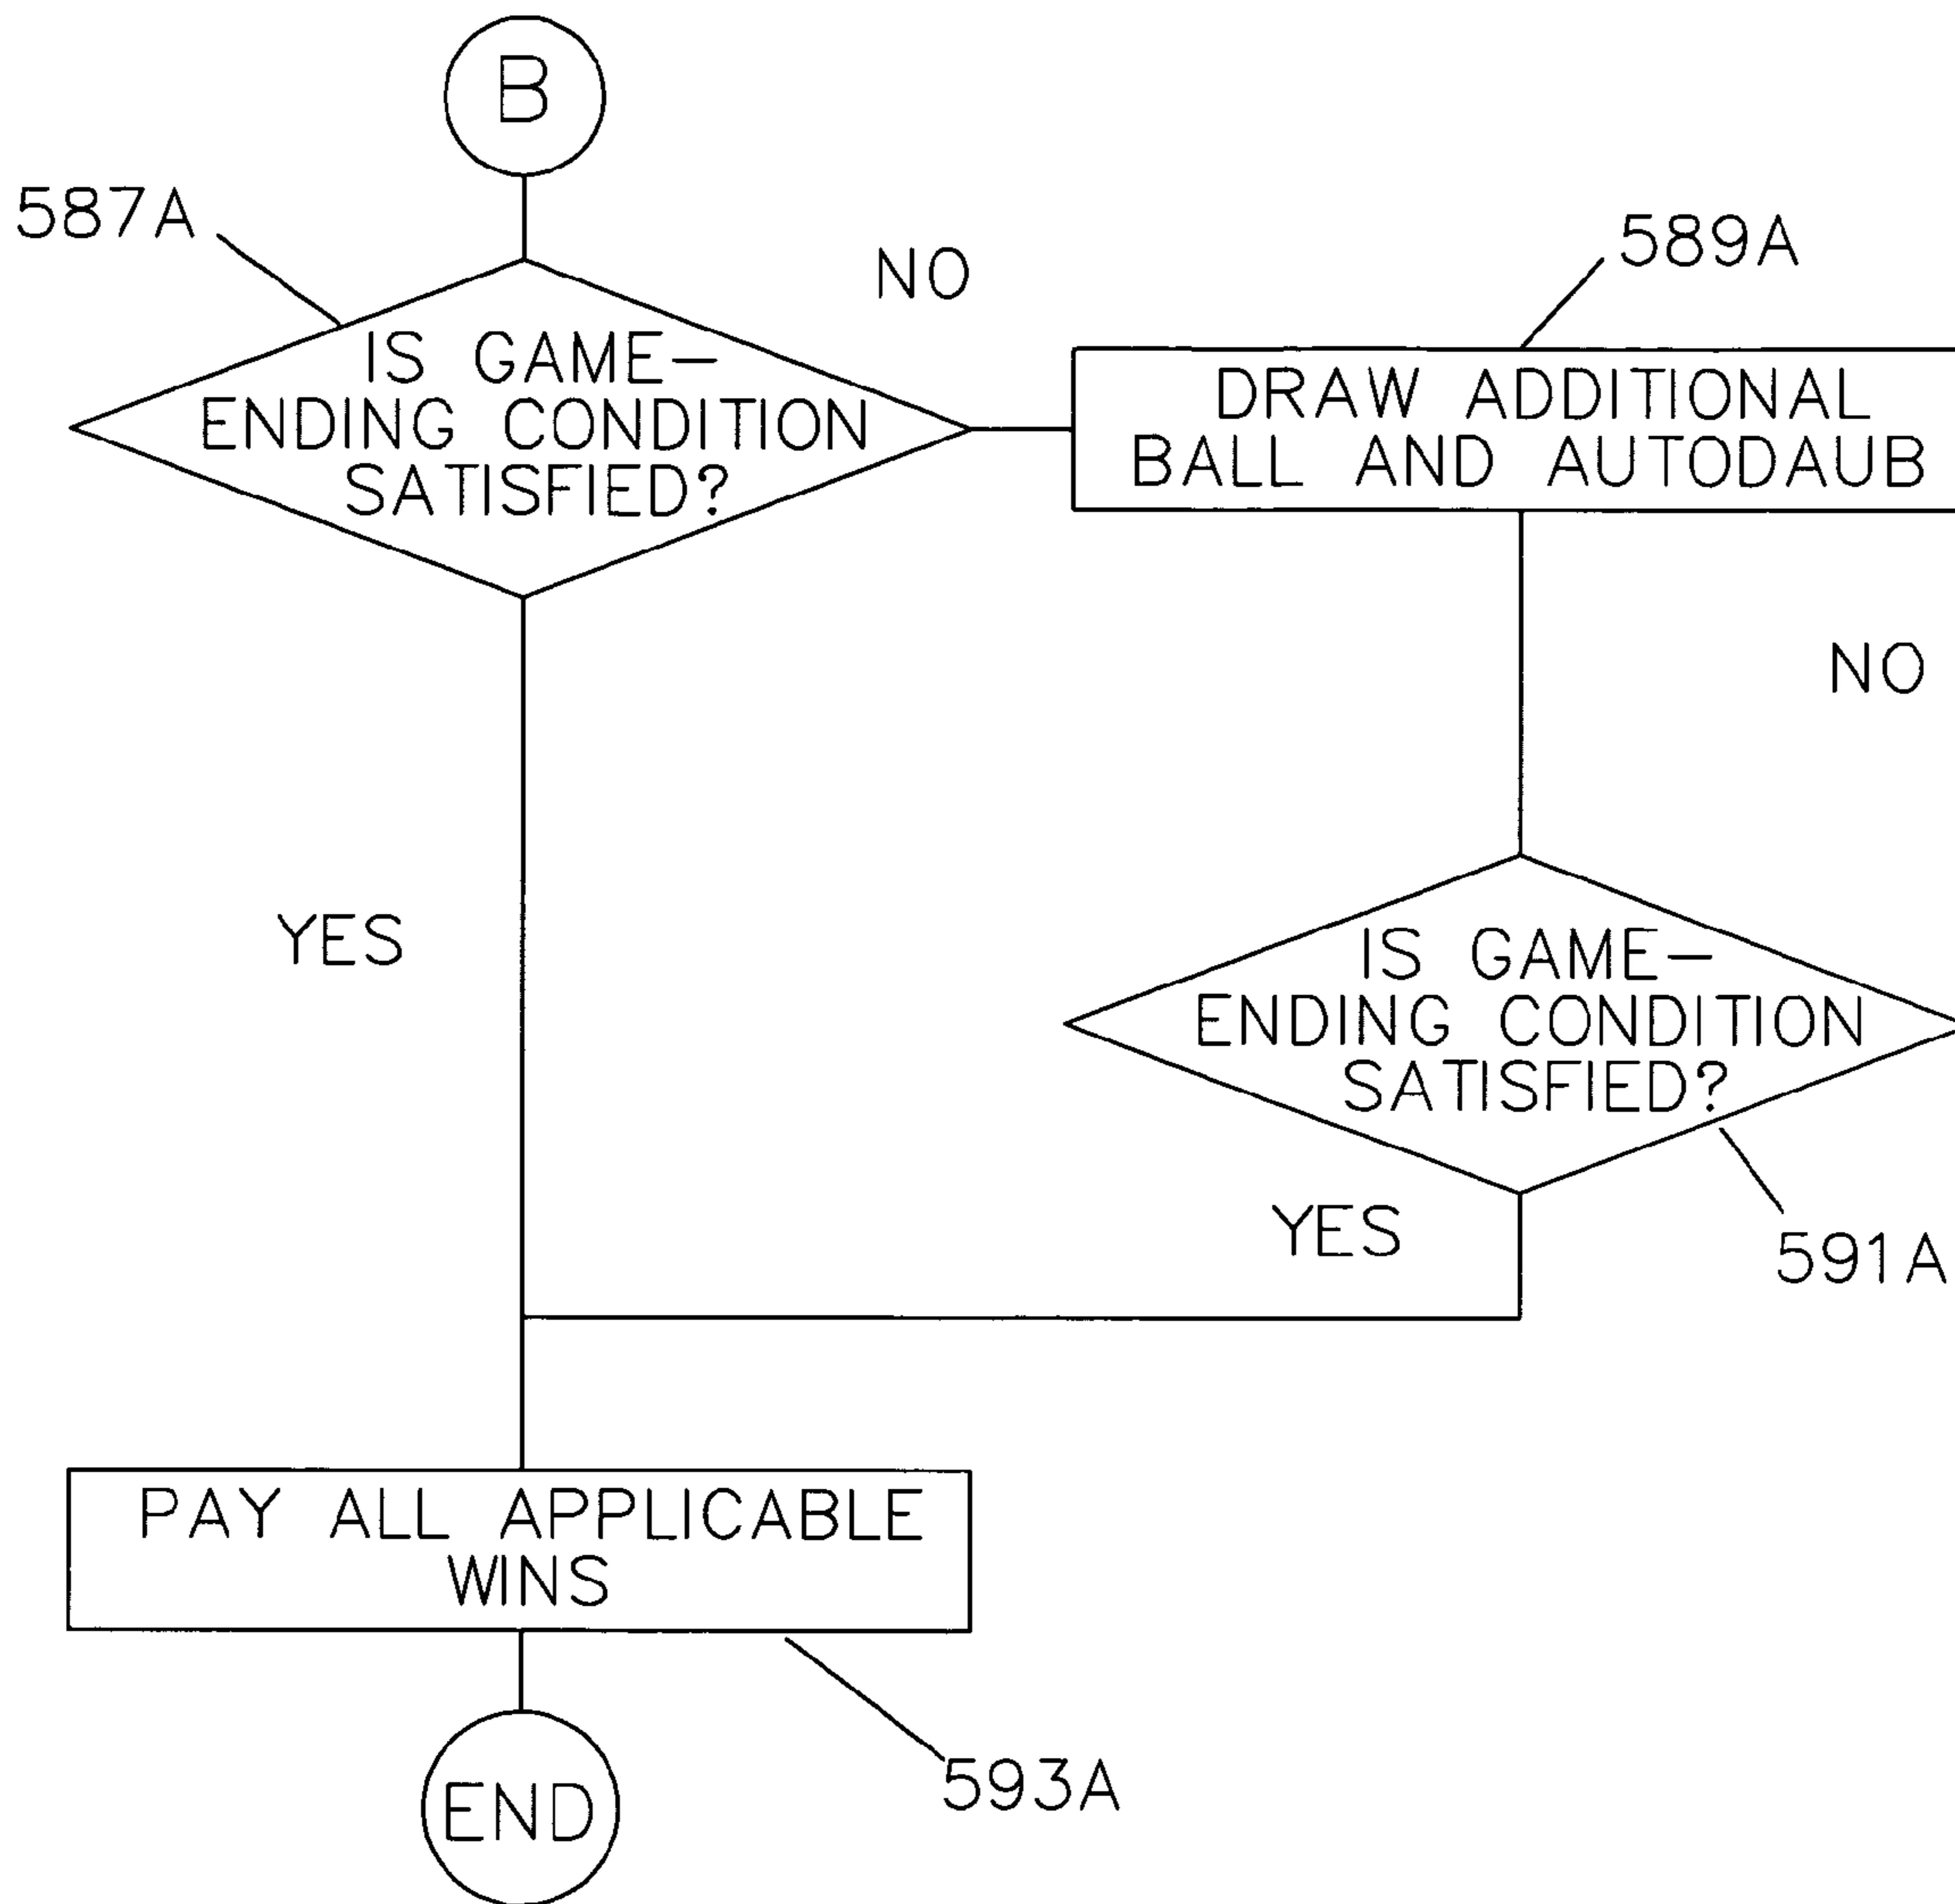 B
587A
NO
589A
IS GAME-
ENDING CONDITION
SATISFIED?
DRAW ADDITIONAL
BALL AND AUTODAUB
NO
YES
IS GAME-
ENDING CONDITION
SATISFIED?
YES
591A
PAY ALL APPLICABLE
WINS
593A
END